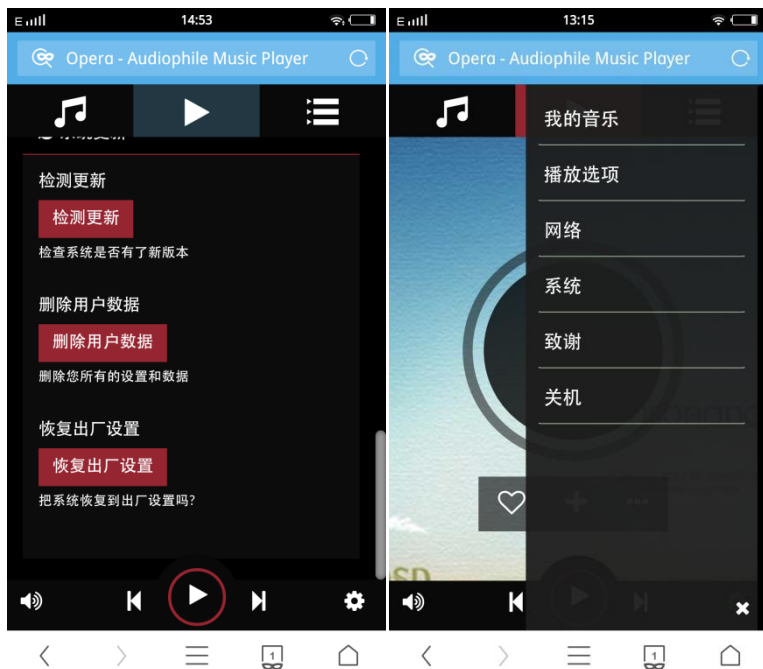 E
14:53
Opera - Audiophile Music Player
系统更新
检测更新
检测更新
检查系统是否有了新版本
删除用户数据
删除用户数据
删除您所有的设置和数据
恢复出厂设置
恢复出厂设置
把系统恢复到出厂设置吗?
1
E
13:15
Opera - Audiophile Music Player
我的音乐
播放选项
网络
系统
致谢
关机
SD
1